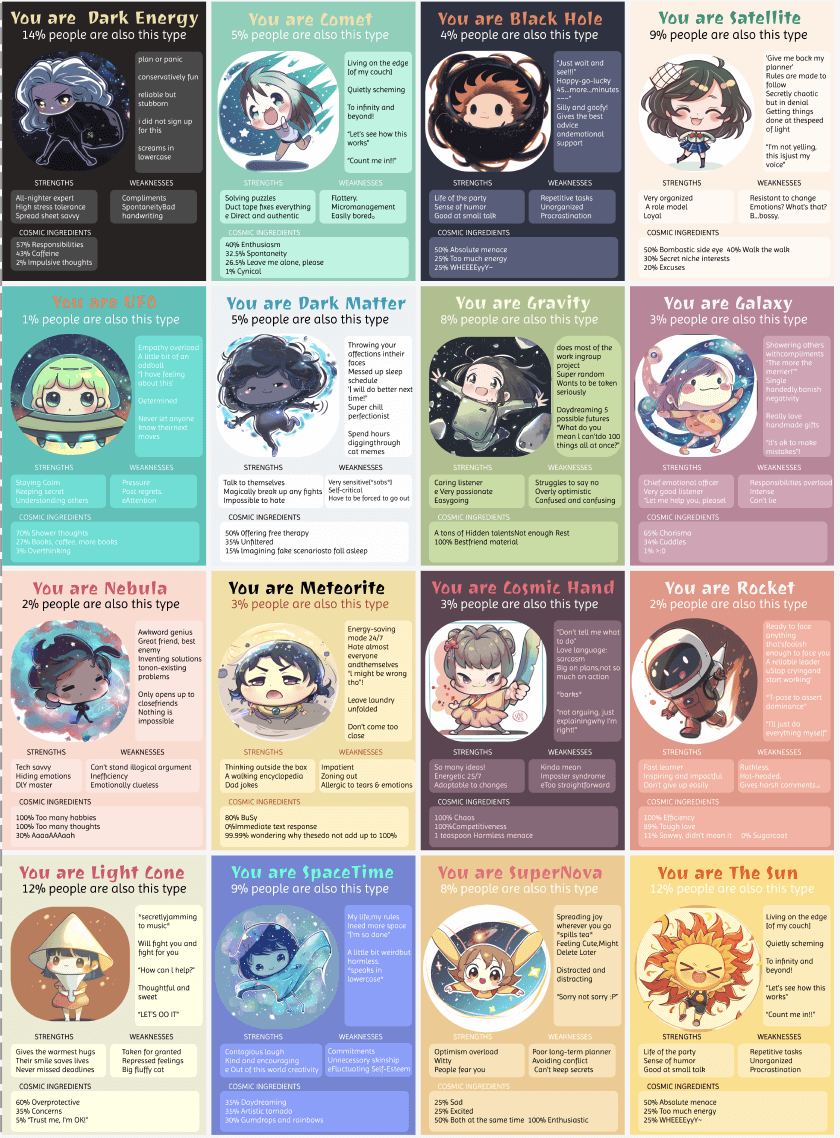 You are Dark Energy
14% people are also this type
plan or panic
conservatively fun
relioble but
stubborn
i did not sign up
for this
screams in
lowercase
STRENGTHS
WEAKNESSES
All-nighter expert
High stress tolerance
Spread sheet savvy
Compliments
SpontaneityBad
handwriting
COSMIC INGREDIENTS
57% Responsibilities
43% Caffeine
2% Impulsive thoughts
You are Comet
5% people are also this type
Living on the edge
[of my couch]
Quietly scheming
To infinity and
beyond!
"Let's see how this
works"
"Count me in!!"
STRENGTHS
WEAKNESSES
Solving puzzles
Duct tape fixes everything
e Direct and authentic
Flattery.
Micromanagement
Easily bored。
COSMIC INGREDIENTS
40% Enthusiasm
32.5% Spontaneity
26.5% Leave me alone, please
1% Cynical
You are Black Hole
4% people are also this type
"Just wait and
see!!!"
Happy-go-lucky
45...more...minutes
~~~"
Silly and goofy!
Gives the best
advice
andemotional
support
STRENGTHS
WEAKNESSES
Life of the party
Sense of humor
Good at small talk
Repetitive tasks
Unorganized
Procrastination
COSMIC INGREDIENTS
50% Absolute menace
25% Too much energy
25% WHEEEEyyY~
You are Satellite
9% people are also this type
'Give me back my
planner'
Rules are made to
follow
Secretly chaotic
but in denial
Getting things
done at thespeed
of light
"I'm not yelling,
this isjust my
voice"
STRENGTHS
WEAKNESSES
Very organized
A role model
Loyal
Resistant to change
Emotions? What's that?
B..bossy.
COSMIC INGREDIENTS
50% Bombastic side eye 40% Walk the walk
30% Secret niche interests
20% Excuses
You are UFO
1% people are also this type
Empathy overload
A little bit of an
oddball
"I have feeling
about this'
Determined
Never let anyone
know theirnext
moves
STRENGTHS
WEAKNESSES
Staying Calm
Keeping secret
Understanding others
Pressure
Past regrets.
eAttention
COSMIC INGREDIENTS
70% Shower thoughts
27% Books, coffee, more books
3% Overthinking
You are Dark Matter
5% people are also this type
Throwing your
affections intheir
faces
Messed up sleep
schedule
'I will do better next
time!"
Super chill
perfectionist
Spend hours
diggingthrough
cat memes
STRENGTHS
WEAKNESSES
Talk to themselves
Magically break up any fights
Impossible to hate
Very sensitive(*sobs*)
Self-critical
Have to be forced to go out
COSMIC INGREDIENTS
50% Offering free therapy
35% Unfiltered
15% Imagining fake scenariosto fall asleep
You are Gravity
8% people are also this type
does most of the
work ingroup
project
Super random
Wants to be taken
seriously
Daydreaming 5
possible futures
"What do you
mean l can'tdo 100
things all at once?"
STRENGTHS
WEAKNESSES
Caring listener
e Very passionate
Easygoing
Struggles to say no
Overly optimistic
Confused and confusing
COSMIC INGREDIENTS
A tons of Hidden talentsNot enough Rest
100% Bestfriend material
You are Galaxy
3% people are also this type
Showering others
withcompiiments
"The more the
merrier!""
Single
handedly.banish
negativity
Really love
handmade gifts
"it's ok to make
mistakes"!
STRENGTHS
WEAKNESSES
Chief emotional officer
Very good listener
"Let me help you, pleasel
Responsibilties overload
Intense
Can't lie
COSMIC INGREDIENTS
65% Charisma
34% Cuddles
1% >:0
You are Nebula
2% people are also this type
Awkward genius
Great friend, best
enemy
Inventing solutions
tonon-existing
problems
Only opens up to
closefriends
Nothing is
impossible
STRENGTHS
WEAKNESSES
Tech savvy
Hiding emotions
DIY master
Can't stand illogical argument
Inefficiency
Emotionally clueless
COSMIC INGREDIENTS
100% Too many hobbies
100% Too many thoughts
30% AaaaAAAaah
You are Meteorite
3% people are also this type
Energy-saving
mode 24/7
Hate almost
everyone
andthemselves
"I might be wrong
tho"!
Leave laundry
unfolded
Don't come too
close
STRENGTHS
WEAKNESSES
Thinking outside the box
A walking encyclopedia
Dad jokes
Impatient
Zoning out
Allergic to tears & emotions
COSMIC INGREDIENTS
80% BuSy
0%immediate text response
99.99% wondering why thesedo not add up to 100%
You are Cosmic Hand
3% people are also this type
"Don't tell me what
to do"
Love language:
sarcasm
Big on plans,not so
much on action
*barks*
"not arguing, just
explainingwhy I'm
right!"
STRENGTHS
WEAKNESSES
So many ideas!
Energetic 25/7
Adaptable to changes
Kinda mean
Imposter syndrome
eToo straightforward
COSMIC INGREDIENTS
100% Chaos
100%Competitiveness
1 teaspoon Harmless menace
You are Rocket
2% people are also this type
Ready to face
anything
that'sfoolish
enough to face you
A reliable leader
uStop cryingand
start working'
*T-pose to assert
dominance*
"I'll just do
everything myself"
STRENGTHS
WEAKNESSES
Fast learner
Inspiring and impactful
Don't give up easily
Ruthless,
Hot-headed.
Gives harsh comments...
COSMIC INGREDIENTS
100% Efficiency
89% Tough love
11% Sowwy, didn't mean it 0% Sugarcoat
You are Light Cone
12% people are also this type
*secretlyjamming
to music*
Will fight you and
fight for you
"How can I help?"
Thoughtful and
sweet
"LET'S OO IT"
STRENGTHS
WEAKNESSES
Gives the warmest hugs
Their smile saves lives
Never missed deadlines
Taken for granted
Repressed feelings
Big fluffy cat
COSMIC INGREDIENTS
60% Overprotective
35% Concerns
5% "Trust me, I'm OK!"
You are SpaceTime
9% people are also this type
My life,my rules
Ineed more space
"I'm so done"
A little bit weirdbut
harmless.
*speaks in
lowercase*
STRENGTHS
WEAKNESSES
Contagious laugh
Kind and encouraging
e Out of this world creativity
Commitments
Unnecessary skinship
eFluctuating Self-Esteem
COSMIC INGREDIENTS
35% Daydreaming
35% Artistic tornado
30% Gumdrops and rainbows
You are SuperNova
8% people are also this type
Spreading joy
wherever you go
*spills tea*
Feeling Cute,Might
Delete Later
Distracted and
distracting
"Sorry not sorry :P"
STRENGTHS
WEAKNESSES
Optimism overload
Witty
People fear you
Poor long-term planner
Avoiding conflict
Can't keep secrets
COSMIC INGREDIENTS
25% Sad
25% Excited
50% Both at the same time 100% Enthusiastic
You are The Sun
12% people are also this type
Living on the edge
[of my couch]
Quietly scheming
To infinity and
beyond!
"Let's see how this
works"
"Count me in!!"
STRENGTHS
WEAKNESSES
Life of the party
Sense of humor
Good at small talk
Repetitive tasks
Unorganized
Procrastination
COSMIC INGREDIENTS
50% Absolute menace
25% Too much energy
25% WHEEEEyyY~